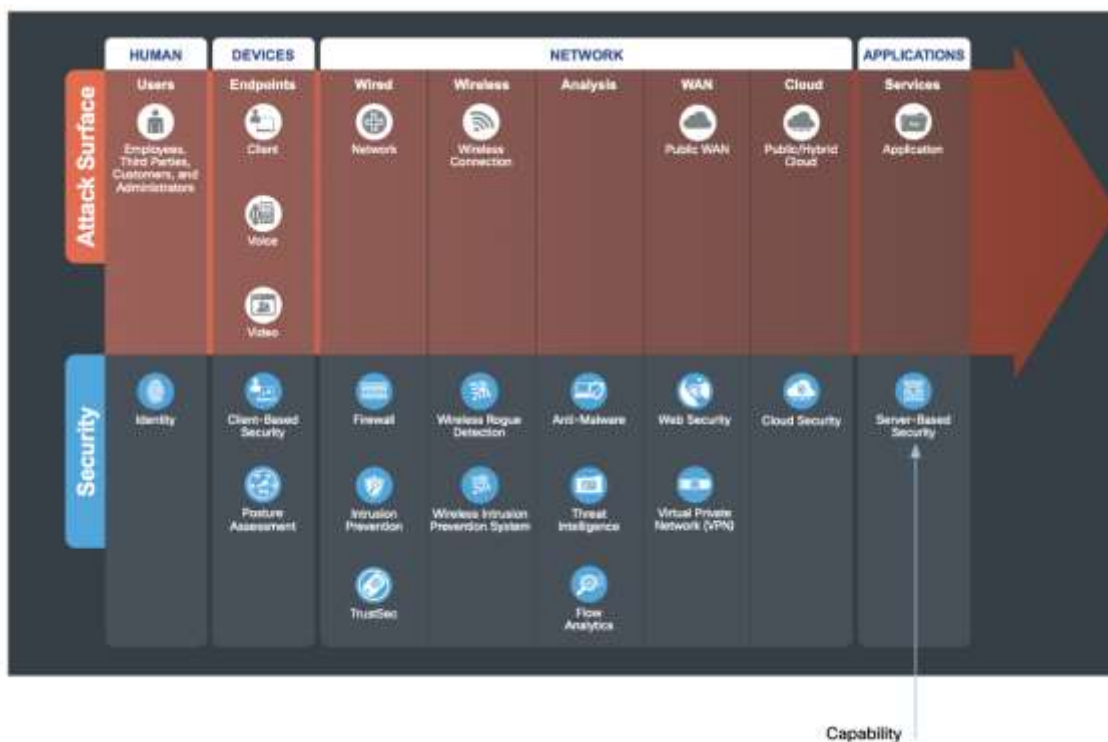 HUMAN
DEVICES
NETWORK
APPLICATIONS
Attack Surface
Users
Endpoints
Wired
Wireless
Analysis
WAN
Cloud
Services
Employees,
Third Parties,
Customers, and
Administrators
Client
Network
Wireless
Connection
Public WAN
Public/Hybrid
Cloud
Application
Voice
Video
Security
Identity
Client-Based
Security
Firewall
Wireless Rogue
Detection
Anti-Malware
Web Security
Cloud Security
Server-Based
Security
Posture
Assessment
Intrusion
Prevention
Wireless Intrusion
Prevention System
Threat
Intelligence
Virtual Private
Network (VPN)
TrustSec
Flow
Analytics
Capability